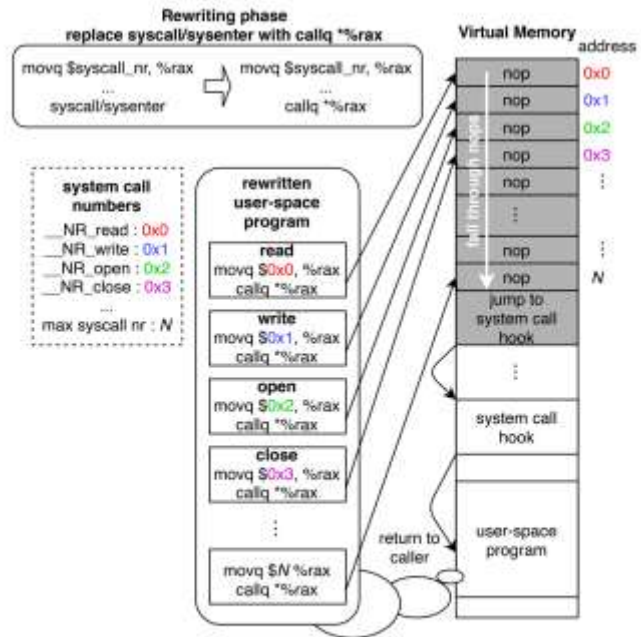 Rewriting phase
replace syscall/sysenter with callq *%rax
movq $syscall_nr, %rax
...
syscall/sysenter
movq $syscall_nr, %rax
...
callq *%rax
system call
numbers
__NR_read : 0x0
__NR_write : 0x1
__NR_open : 0x2
__NR_close : 0x3
...
max syscall nr : N
rewritten
user-space
program
read
movq $0x0, %rax
callq *%rax
write
movq $0x1, %rax
callq *%rax
open
movq $0x2, %rax
callq *%rax
close
movq $0x3, %rax
callq *%rax
⋮
movq $N %rax
callq *%rax
return to
caller
Virtual Memory
address
nop 0x0
nop 0x1
nop 0x2
nop 0x3
nop ⋮
⋮
nop ⋮
nop N
fall through nops
jump to
system call
hook
⋮
system call
hook
user-space
program